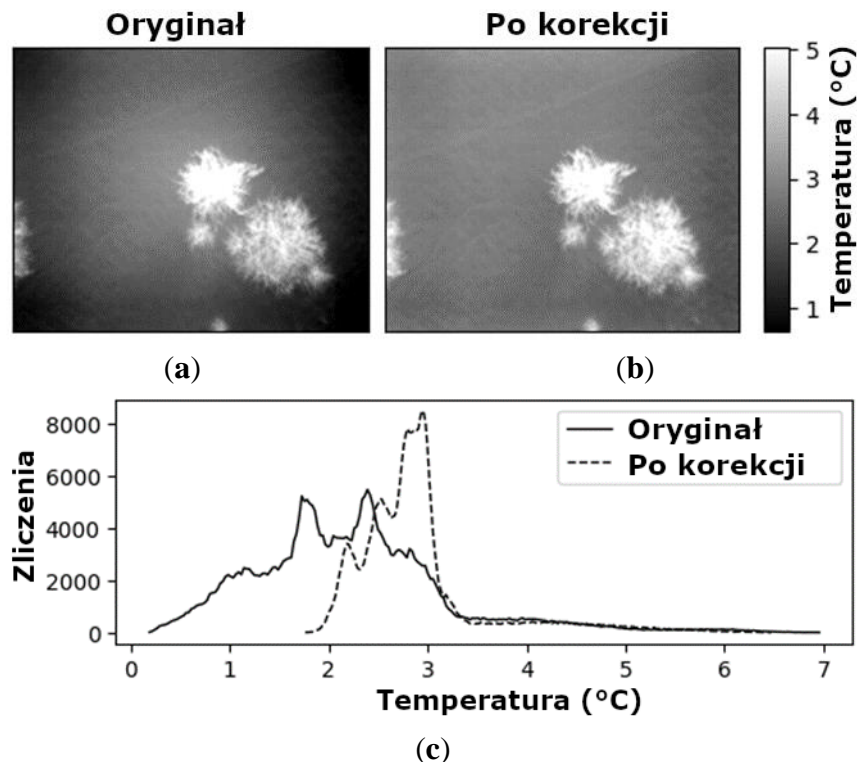 Oryginał Po korekcji
5
4
3
2
1
Temperatura (°C)
(a) (b)
8000
6000
4000
2000
0
Zliczenia
Oryginał
Po korekcji
0 1 2 3 4 5 6 7
Temperatura (°C)
(c)